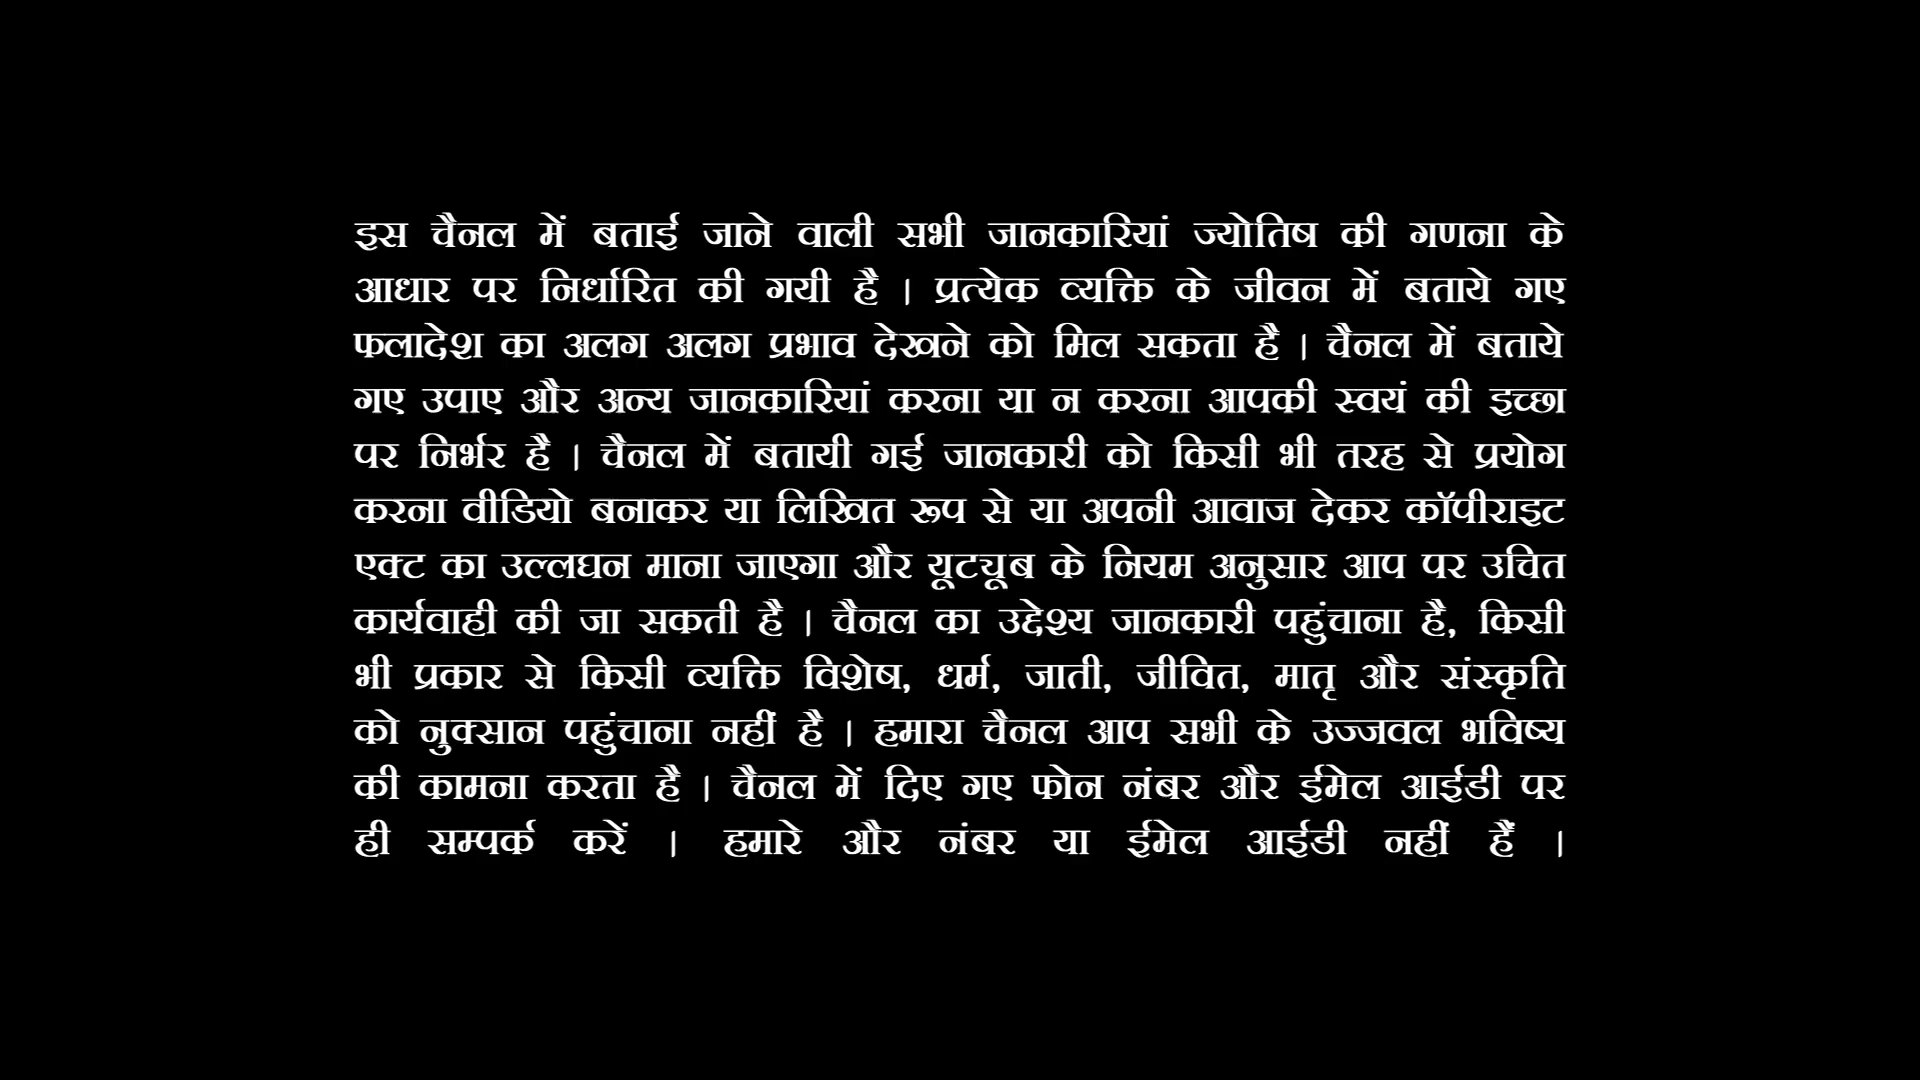 इस चैनल में बताई जाने वाली सभी जानकारियां ज्योतिष की गणना के
आधार पर निर्धारित की गयी है । प्रत्येक व्यक्ति के जीवन में बताये गए
फलादेश का अलग अलग प्रभाव देखने को मिल सकता है । चैनल में बताये
गए उपाए और अन्य जानकारियां करना या न करना आपकी स्वयं की इच्छा
पर निर्भर है । चैनल में बतायी गई जानकारी को किसी भी तरह से प्रयोग
करना वीडियो बनाकर या लिखित रूप से या अपनी आवाज देकर कॉपीराइट
एक्ट का उल्लघन माना जाएगा और यूट्यूब के नियम अनुसार आप पर उचित
कार्यवाही की जा सकती है । चैनल का उद्देश्य जानकारी पहुंचाना है, किसी
भी प्रकार से किसी व्यक्ति विशेष, धर्म, जाती, जीवित, मातृ और संस्कृति
को नुक्सान पहुंचाना नहीं है । हमारा चैनल आप सभी के उज्जवल भविष्य
की कामना करता है । चैनल में दिए गए फोन नंबर और ईमेल आईडी पर
ही सम्पर्क करें । हमारे और नंबर या ईमेल आईडी नहीं हैं ।